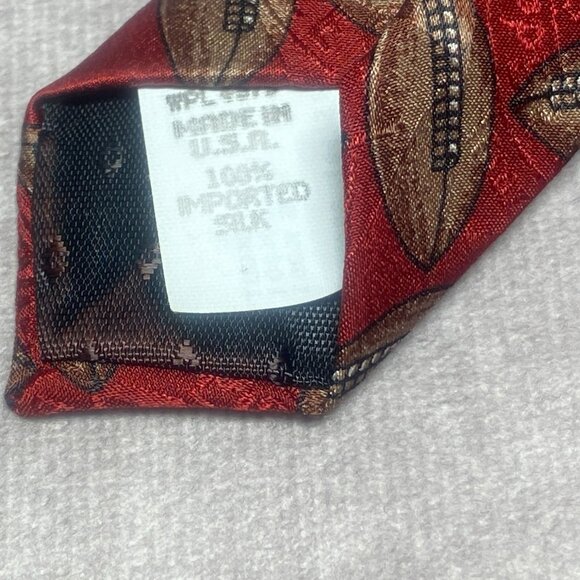 MADE IN
U.S.A.
100%
IMPORTED
SILK